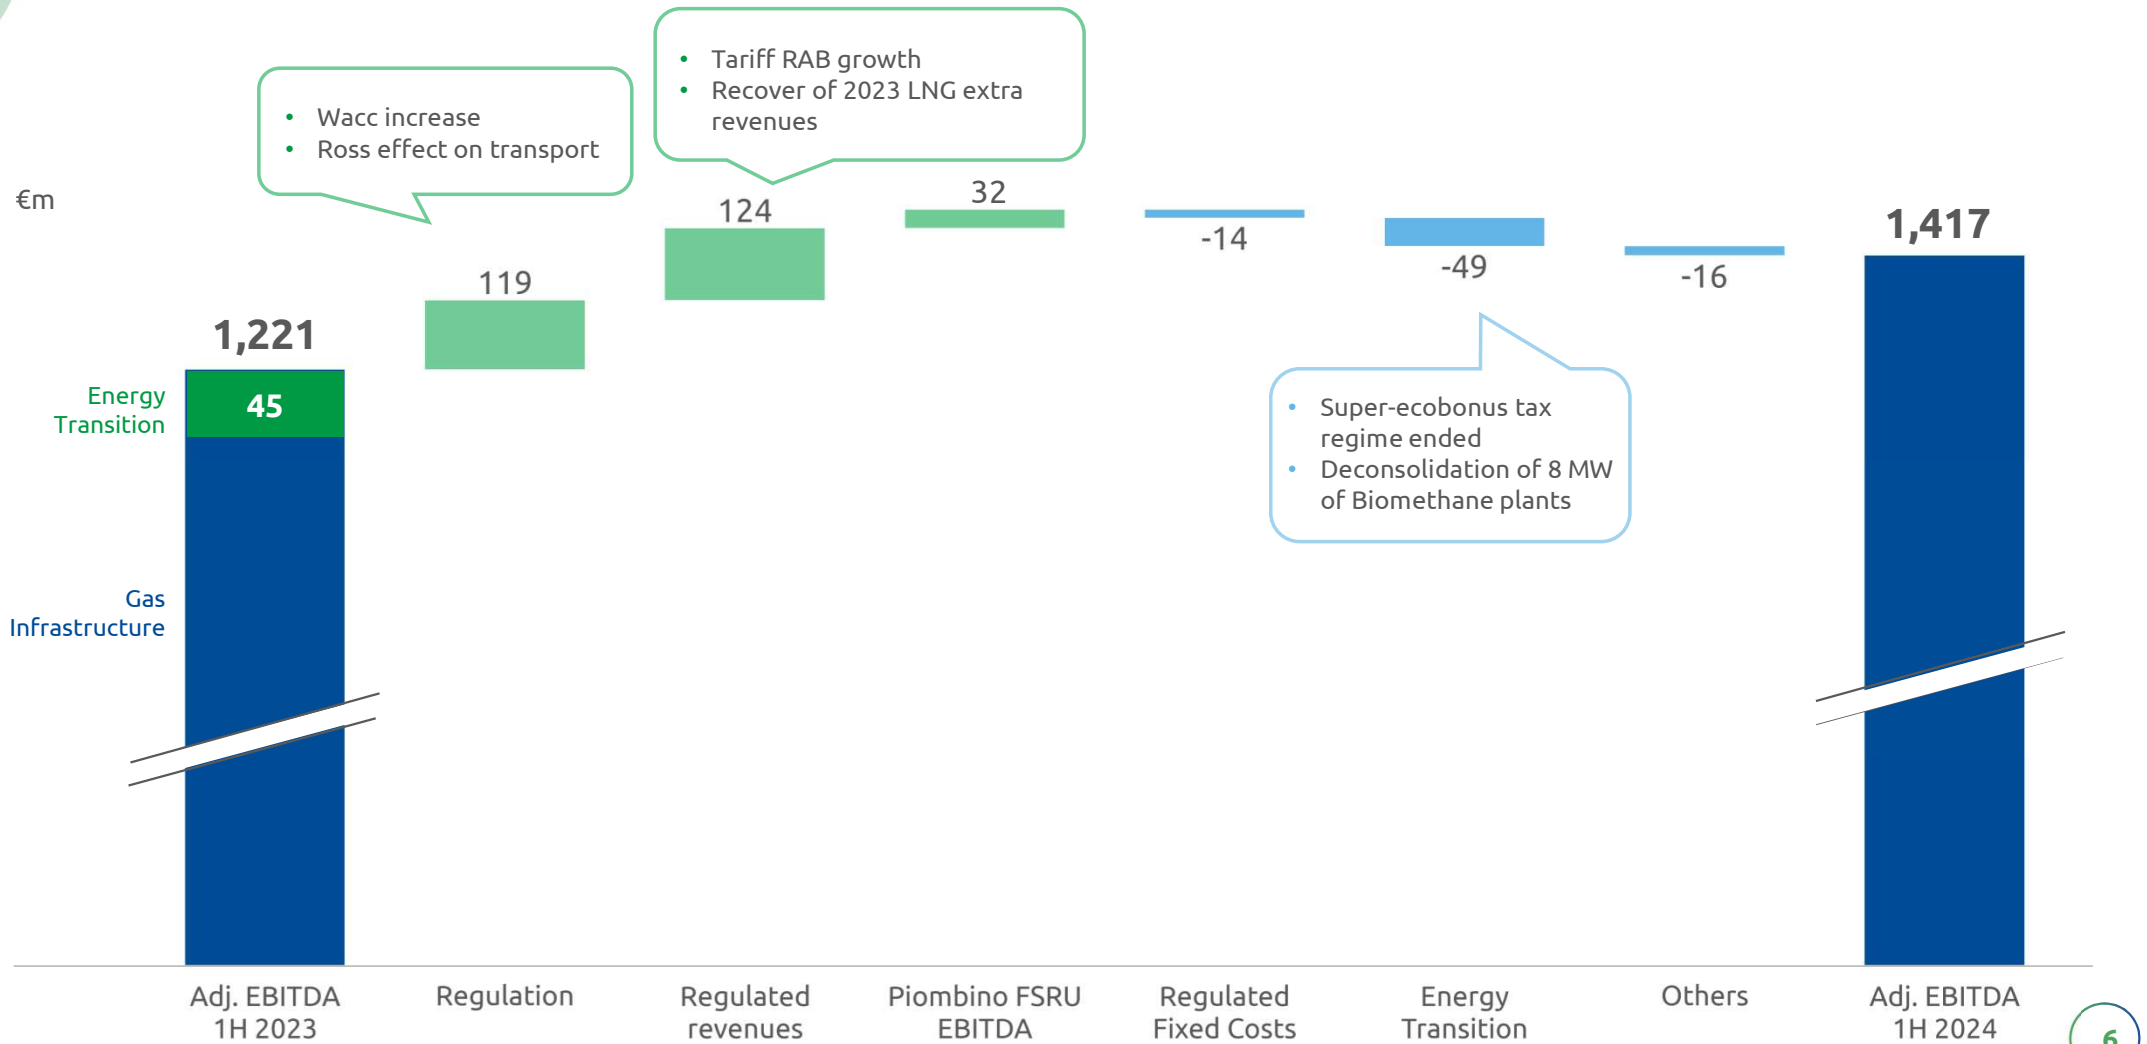 • Tariff RAB growth
• Recover of 2023 LNG extra
revenues
• Wacc increase
• Ross effect on transport
€m
119
124
32
-14
-49
-16
1,221
1,417
Energy
Transition
45
Gas
Infrastructure
• Super-ecobonus tax
regime ended
• Deconsolidation of 8 MW
of Biomethane plants
Adj. EBITDA
1H 2023
Regulation
Regulated
revenues
Piombino FSRU
EBITDA
Regulated
Fixed Costs
Energy
Transition
Others
Adj. EBITDA
1H 2024
6